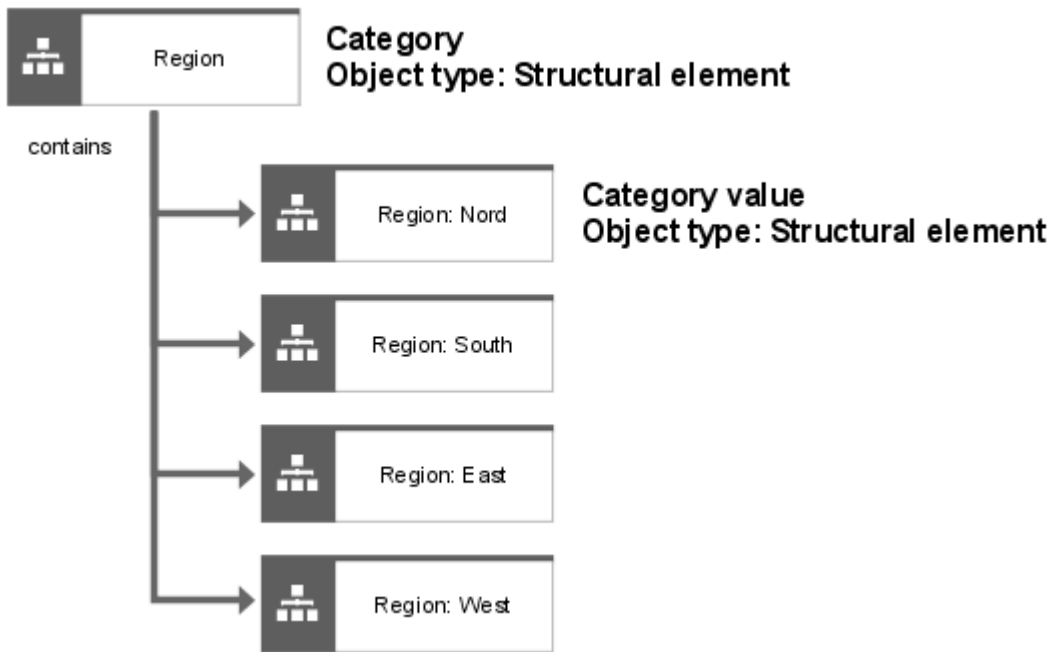 Region
Category
Object type: Structural element
contains
Region: Nord
Category value
Object type: Structural element
Region: South
Region: East
Region: West